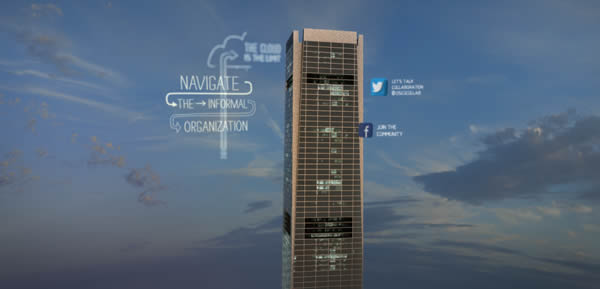 THE CLOUD
IS THE LIMIT
NAVIGATE
THE INFORMAL
ORGANIZATION
LET'S TALK
COLLABORATION
JOIN THE
COMMUNITY